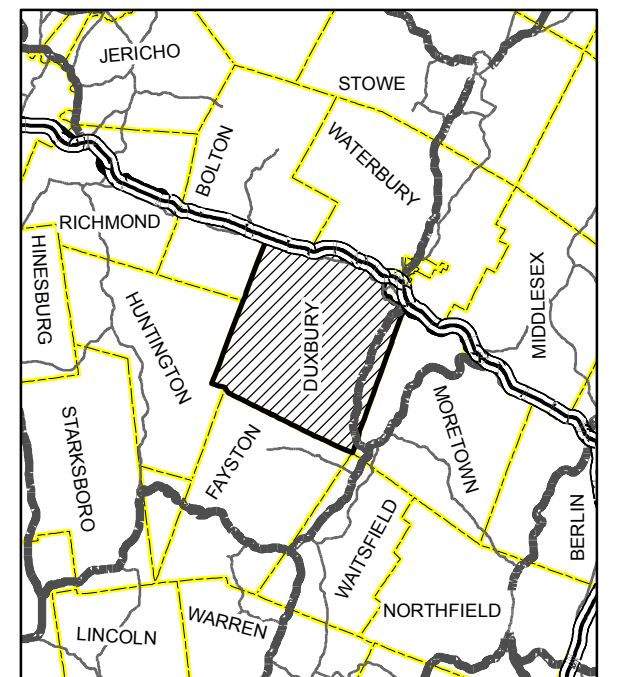 JERICHO
STOWE
BOLTON
WATERBURY
RICHMOND
HINESBURG
MIDDLESEX
HUNTINGTON
DUXBURY
STARKSBORO
MORETOWN
FAYSTON
BERLIN
WAITSFIELD
NORTHFIELD
WARREN
LINCOLN